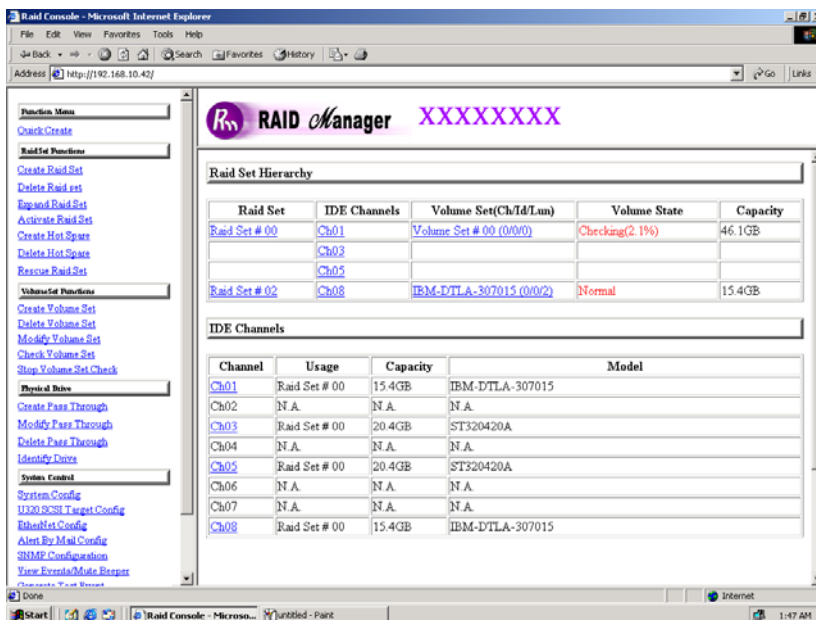 Raid Console - Microsoft Internet Explorer
File Edit View Favorites Tools Help
Back Search Favorites History
Address http://192.168.10.42/ Go Links
Function Menu
Quick Create
Raid Set Functions
Create Raid Set
Delete Raid set
Expand Raid Set
Activate Raid Set
Create Hot Spare
Delete Hot Spare
Rescue Raid Set
Volume Set Functions
Create Volume Set
Delete Volume Set
Modify Volume Set
Check Volume Set
Stop Volume Set Check
Physical Drive
Create Pass Through
Modify Pass Through
Delete Pass Through
Identify Drive
System Control
System Config
U320 SCSI Target Config
EtherNet Config
Alert By Mail Config
SNMP Configuration
View Events/Mute Beeper
Generate Test Event
Rm RAID Manager XXXXXXXX
Raid Set Hierarchy
Raid Set IDE Channels Volume Set(Ch/Id/Lun) Volume State Capacity
Raid Set # 00 Ch01 Volume Set # 00 (0/0/0) Checking(2.1%) 46.1GB
Ch03
Ch05
Raid Set # 02 Ch08 IBM-DTLA-307015 (0/0/2) Normal 15.4GB
IDE Channels
Channel Usage Capacity Model
Ch01 Raid Set # 00 15.4GB IBM-DTLA-307015
Ch02 N.A. N.A. N.A.
Ch03 Raid Set # 00 20.4GB ST320420A
Ch04 N.A. N.A. N.A.
Ch05 Raid Set # 00 20.4GB ST320420A
Ch06 N.A. N.A. N.A.
Ch07 N.A. N.A. N.A.
Ch08 Raid Set # 00 15.4GB IBM-DTLA-307015
Done Internet
Start Raid Console - Microso... untitled - Paint 1:47 AM